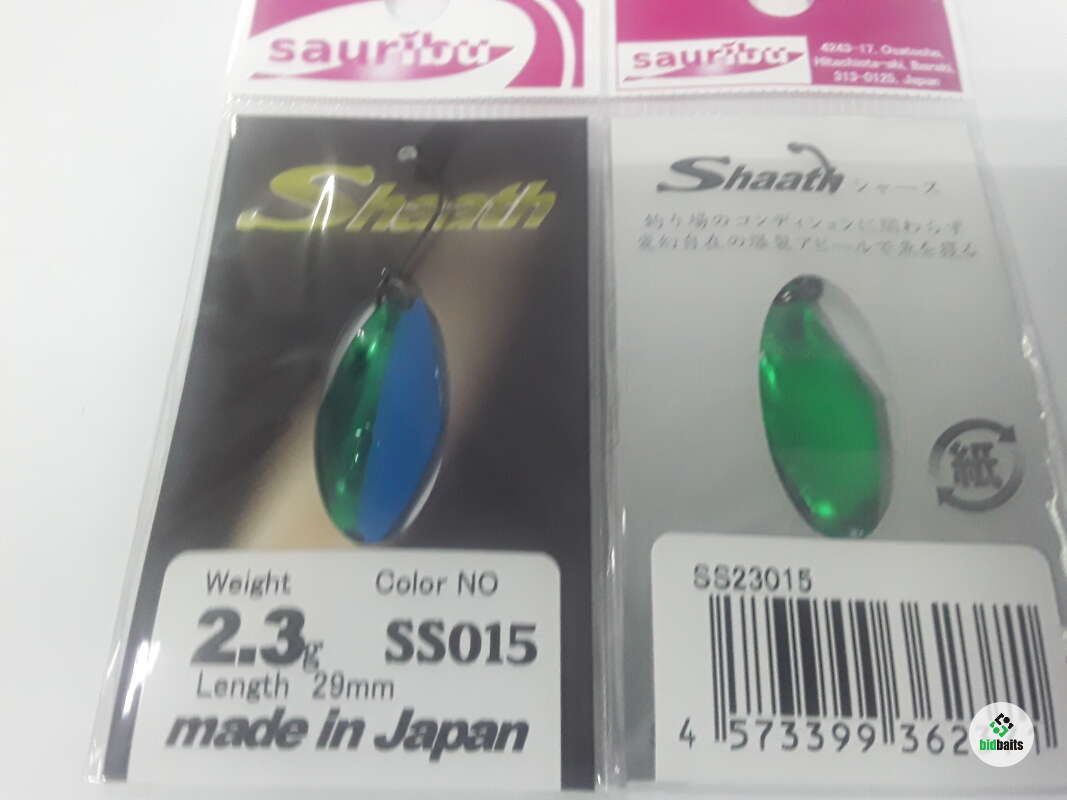 sauribu
Shaath
Weight Color NO
2.3g SS015
Length 29mm
made in Japan
sauribu
4243-17, Osatocho,
Hitachiota-shi, Ibaraki,
313-0125, Japan
Shaath シャース
釣り場のコンディションに関わらず
変幻自在の爆裂アピールで魚を誘る
紙
SS23015
4 573399 362
bidbaits